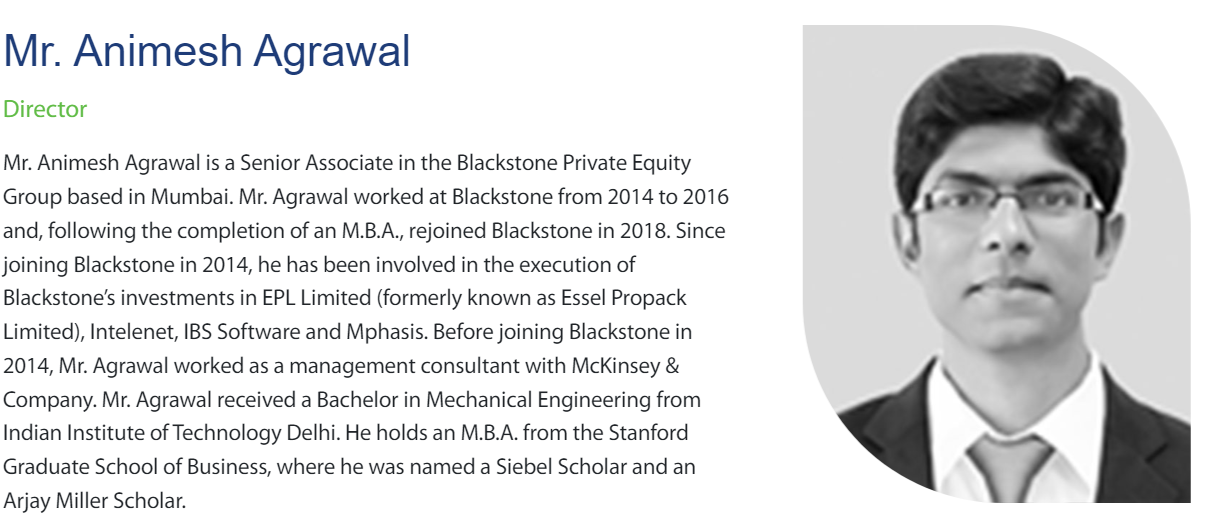 Mr. Animesh Agrawal
Director
Mr. Animesh Agrawal is a Senior Associate in the Blackstone Private Equity
Group based in Mumbai. Mr. Agrawal worked at Blackstone from 2014 to 2016
and, following the completion of an M.B.A., rejoined Blackstone in 2018. Since
joining Blackstone in 2014, he has been involved in the execution of
Blackstone’s investments in EPL Limited (formerly known as Essel Propack
Limited), Intelenet, IBS Software and Mphasis. Before joining Blackstone in
2014, Mr. Agrawal worked as a management consultant with McKinsey &
Company. Mr. Agrawal received a Bachelor in Mechanical Engineering from
Indian Institute of Technology Delhi. He holds an M.B.A. from the Stanford
Graduate School of Business, where he was named a Siebel Scholar and an
Arjay Miller Scholar.